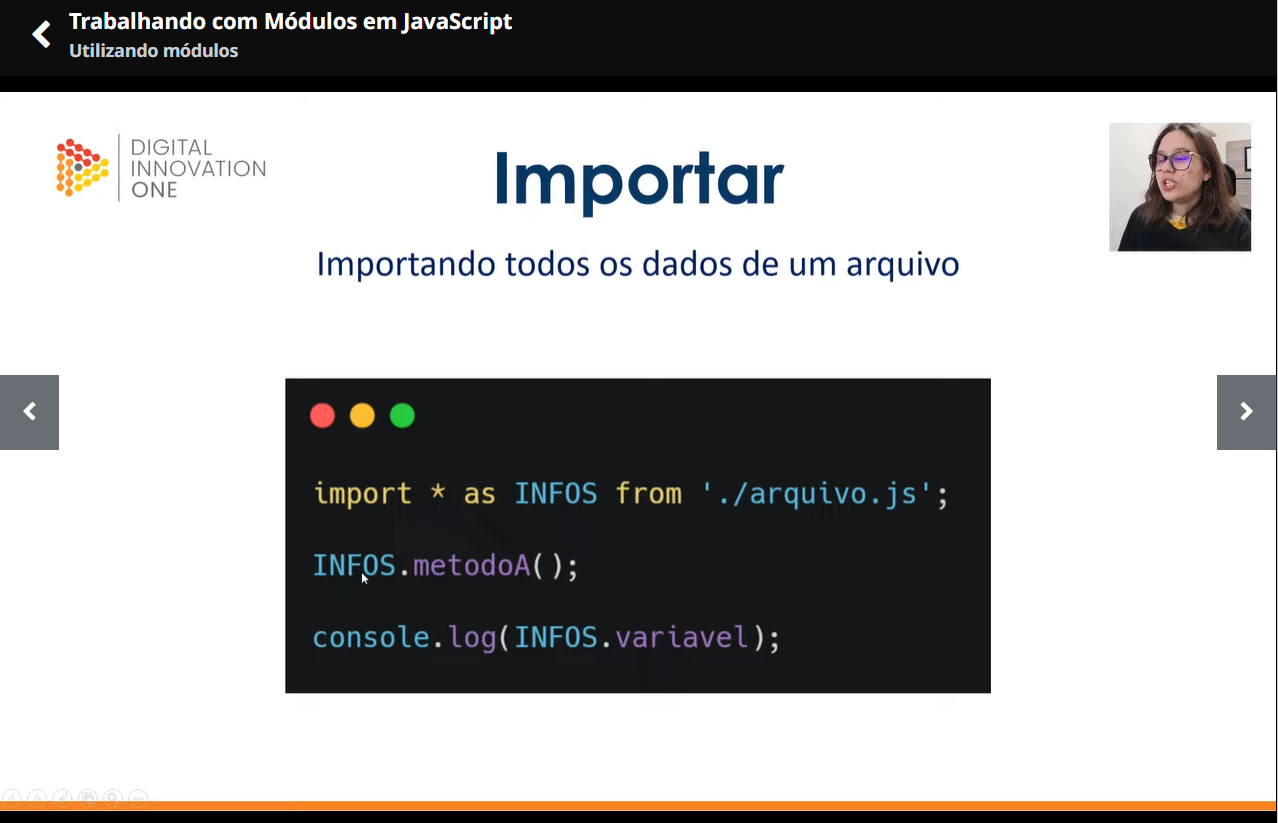 Trabalhando com Módulos em JavaScript
Utilizando módulos
DIGITAL
INNOVATION
ONE
Importar
Importando todos os dados de um arquivo
import * as INFOS from './arquivo.js';
INFOS.metodoA();
console.log(INFOS.variavel);